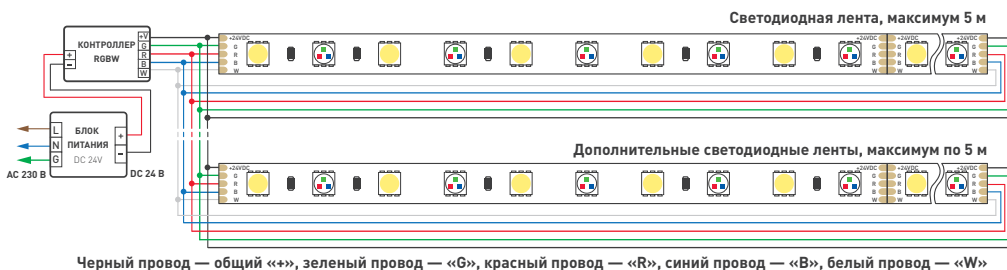 Светодиодная лента, максимум 5 м
КОНТРОЛЛЕР
RGBW
+V
G
R
B
W
+
−
+24VDC
G
R
B
W
+24VDC
+24VDC
G
G
R
R
B
B
W
W
G
R
B
W
БЛОК
ПИТАНИЯ
DC 24V
L
N
G
+
−
AC 230 В
DC 24 В
Дополнительные светодиодные ленты, максимум по 5 м
+24VDC
G
R
B
W
+24VDC
+24VDC
G
G
R
R
B
B
W
W
G
R
B
W
Черный провод — общий «+», зеленый провод — «G», красный провод — «R», синий провод — «B», белый провод — «W»